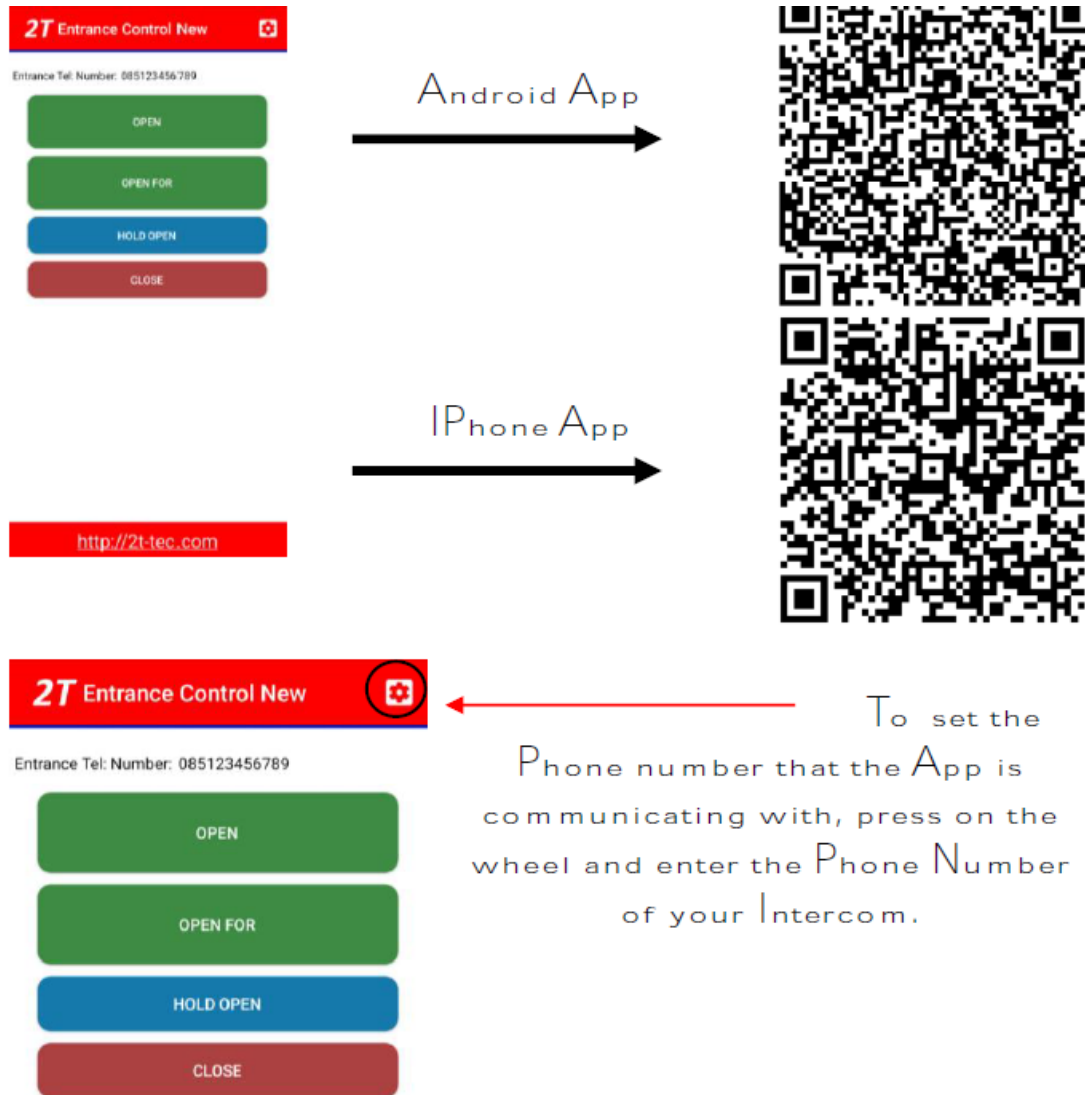 2T Entrance Control New
Entrance Tel: Number: 085123456789
OPEN
OPEN FOR
HOLD OPEN
CLOSE
http://2t-tec.com
Android App
IPhone App
2T Entrance Control New
Entrance Tel: Number: 085123456789
OPEN
OPEN FOR
HOLD OPEN
CLOSE
To set the
Phone number that the App is
communicating with, press on the
wheel and enter the Phone Number
of your Intercom.